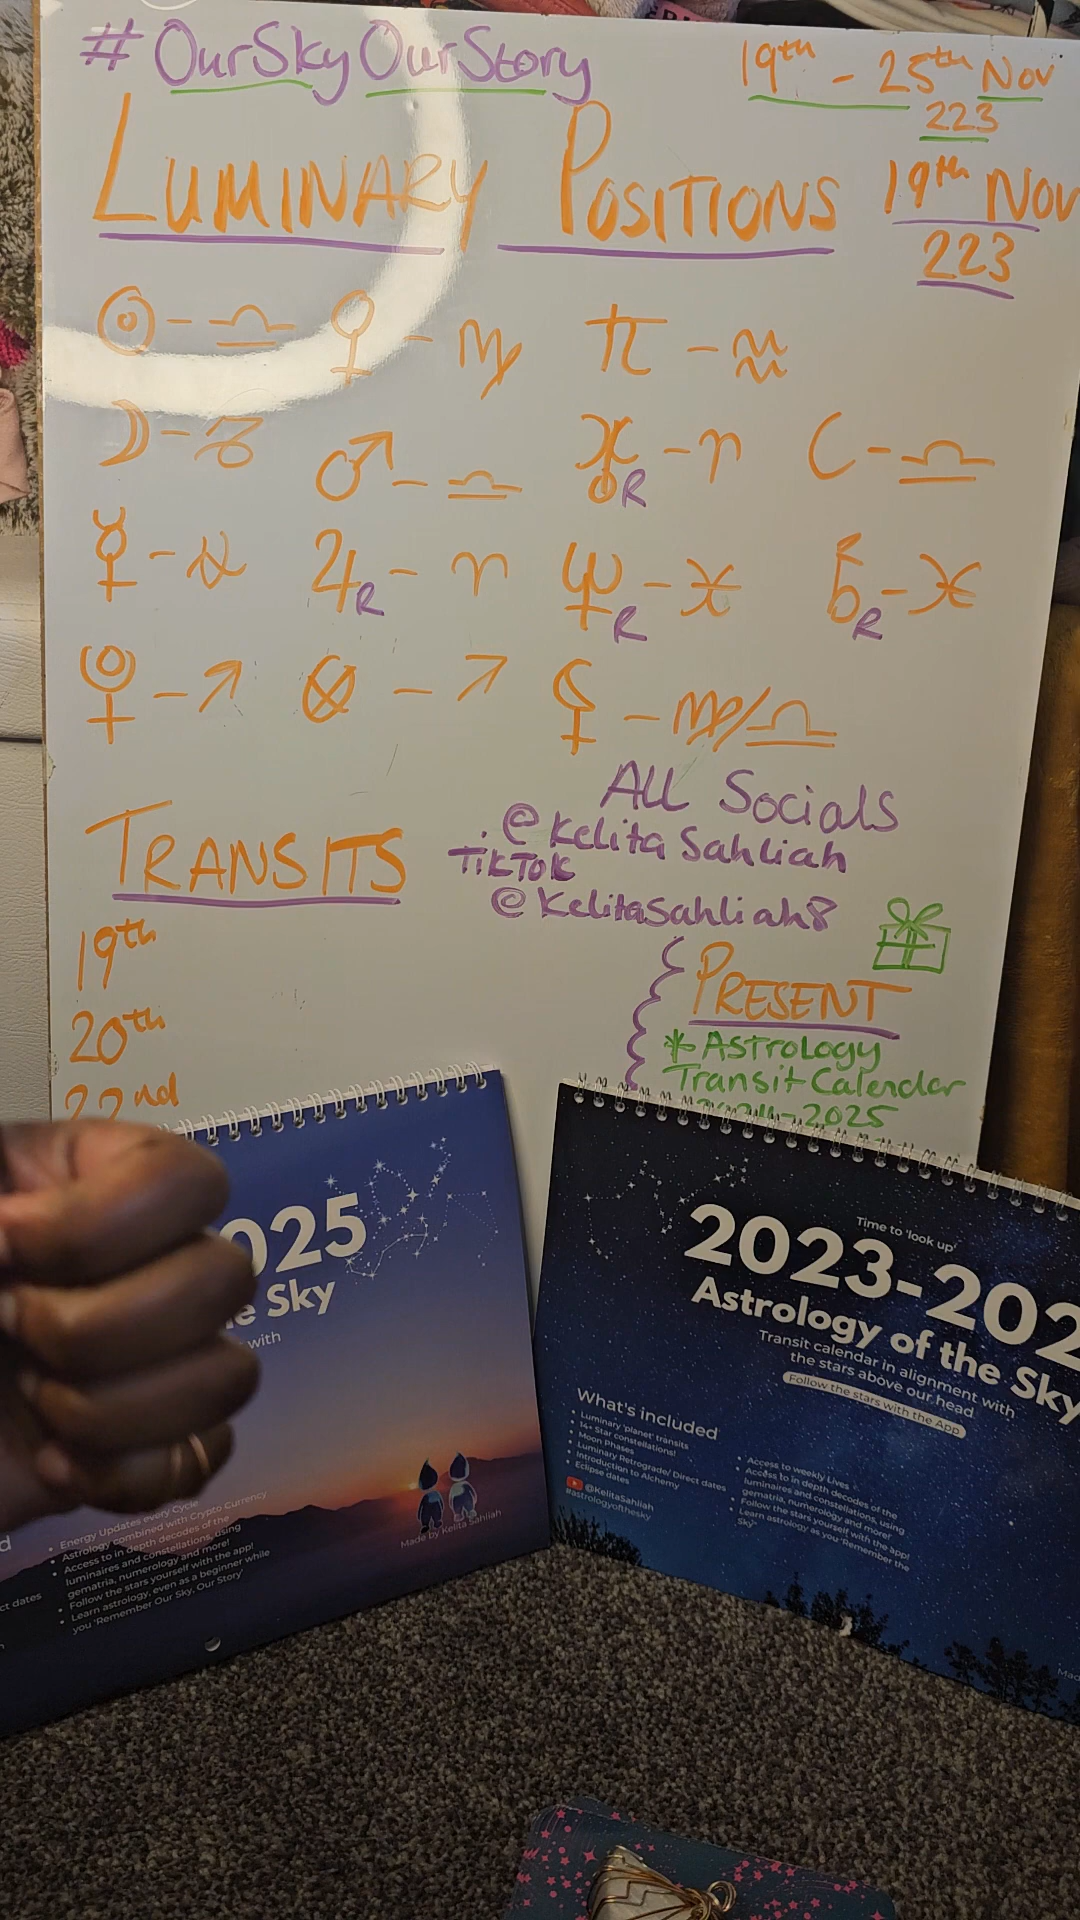 #OurSkyOurStory
19th - 25th Nov
223
LUMINARY POSITIONS
19th NOV
223
☉ - ♎ ♀ - ♍ ♄ - ♒
☽ - ♑ ♂ - ♎ R - ♈ ☾ - ♎
☿ - ♃ R - ♈ ♆ R - ♓ R - ♓
- ♐ ⊗ - ♐ ⚸ - ♍/♎
ALL Socials
@Kelita Sahliah
TikTok
@KelitaSahliah8
TRANSITS
19th
20th
22nd
PRESENT
* Astrology
Transit Calendar
2024-2025
025
e Sky
with
Energy Updates every Cycle
Astrology combined with Crypto Currency
Access to in depth decodes of the
luminaires and constellations, using
gematria, numerology and more!
• Follow the stars yourself with the app!
• Learn astrology, even as a beginner while
you 'Remember Our Sky, Our Story'
d
ct dates
Made by Kelita Sahliah
Time to 'look up'
2023-202
Astrology of the Sky
Transit calendar in alignment with
the stars above our head
Follow the stars with the App
What's included
• Luminary 'planet' transits
• 14+ Star constellations!
• Moon Phases
• Luminary Retrograde/ Direct dates
• Introduction to Alchemy
• Eclipse dates
@KelitaSahliah
#astrologyofthesky
• Access to weekly Lives
• Access to in depth decodes of the
luminaires and constellations, using
gematria, numerology and more!
• Follow the stars yourself with the app!
• Learn astrology as you 'Remember the
Sky'
Mad